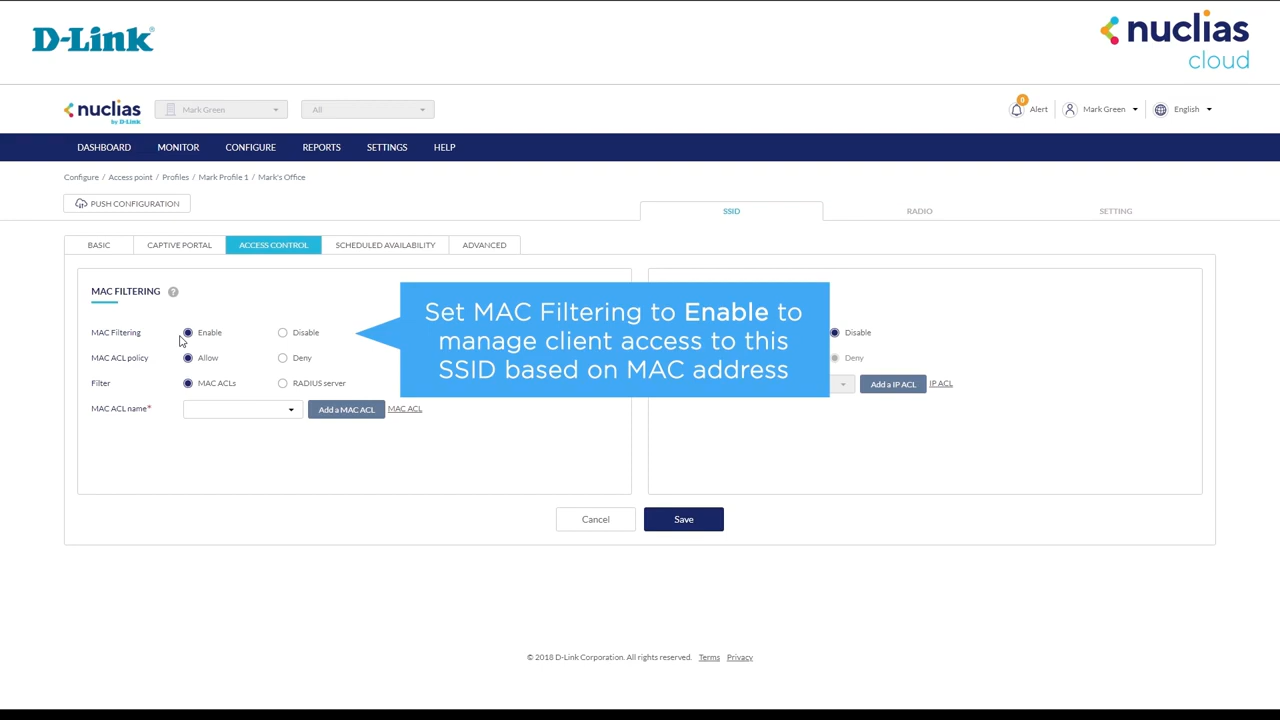 D-Link
nuclias
cloud
nuclias
by D-Link
Mark Green
All
0
Alert
Mark Green
English
DASHBOARD MONITOR CONFIGURE REPORTS SETTINGS HELP
Configure / Access point / Profiles / Mark Profile 1 / Mark's Office
PUSH CONFIGURATION
SSID RADIO SETTING
BASIC CAPTIVE PORTAL ACCESS CONTROL SCHEDULED AVAILABILITY ADVANCED
MAC FILTERING ?
Set MAC Filtering to Enable to
manage client access to this
SSID based on MAC address
MAC Filtering Enable Disable
MAC ACL policy Allow Deny
Filter MAC ACLs RADIUS server
MAC ACL name* Add a MAC ACL MAC ACL
Disable
Deny
Add a IP ACL IP ACL
Cancel Save
© 2018 D-Link Corporation. All rights reserved. Terms Privacy